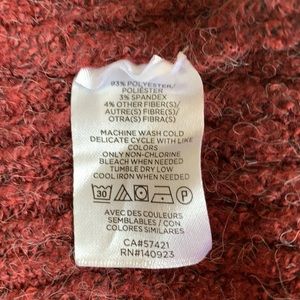 93% POLYESTER/
POLIÉSTER
3% SPANDEX
4% OTHER FIBER(S)/
AUTRE(S) FIBRE(S)/
OTRA(S) FIBRA(S)
MACHINE WASH COLD
DELICATE CYCLE WITH LIKE
COLORS
ONLY NON-CHLORINE
BLEACH WHEN NEEDED
TUMBLE DRY LOW
COOL IRON WHEN NEEDED
30
AVEC DES COULEURS
SEMBLABLES / CON
COLORES SIMILARES
CA#57421
RN#140923